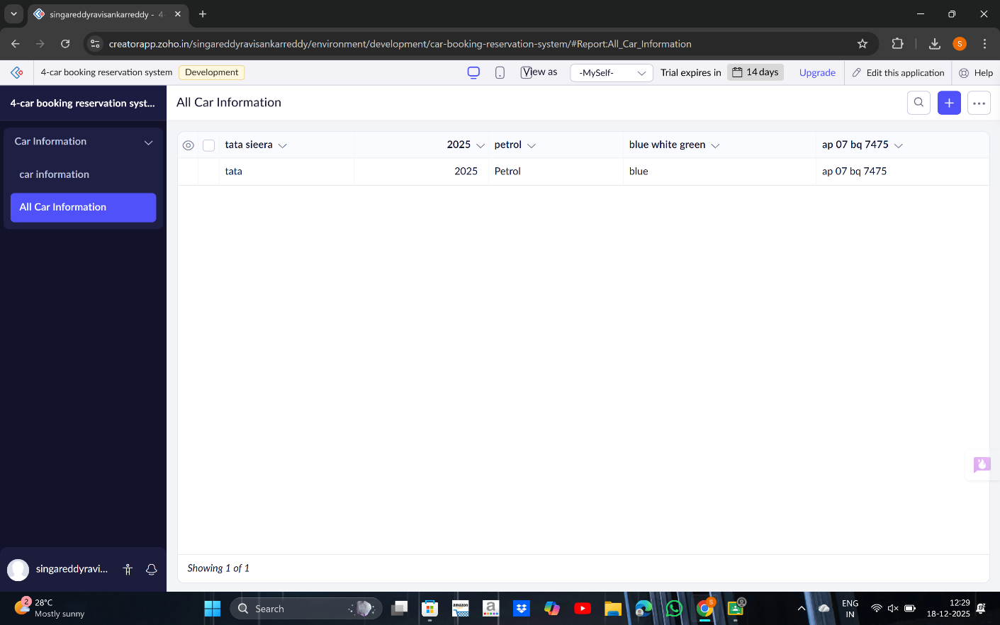 singareddyravisankarreddy - 4-
creatorapp.zoho.in/singareddyravisankarreddy/environment/development/car-booking-reservation-system/#Report:All_Car_Information
S
4-car booking reservation system
Development
View as
-MySelf-
Trial expires in
14 days
Upgrade
Edit this application
Help
4-car booking reservation syst...
All Car Information
Car Information
car information
All Car Information
tata sieera
2025
petrol
blue white green
ap 07 bq 7475
tata
2025
Petrol
blue
ap 07 bq 7475
Showing 1 of 1
singareddyravi...
2
28°C
Mostly sunny
Search
amazon
a
S
ENG
IN
12:29
18-12-2025